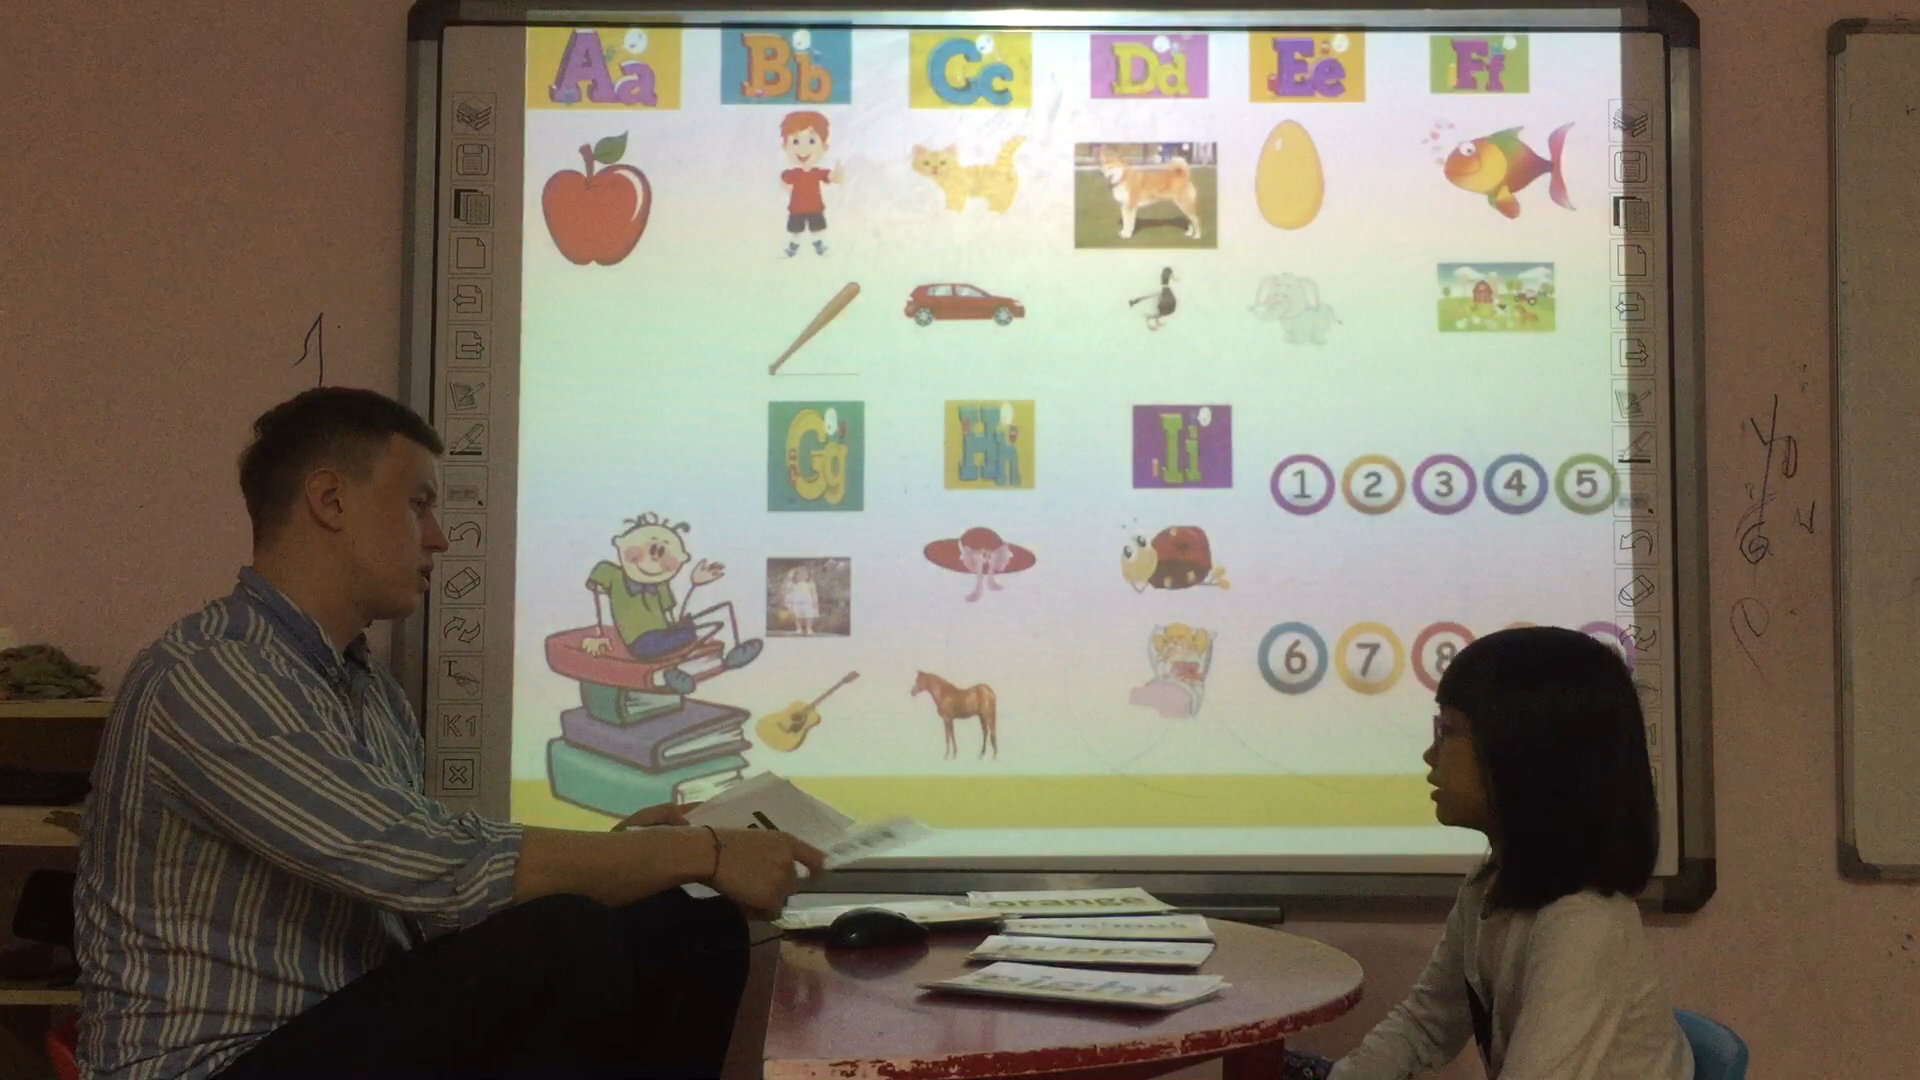 Aa Bb Cc Dd Ee Ff
Gg Hh Ii
1 2 3 4 5
6 7 8
T
K1
orange
puppet
night